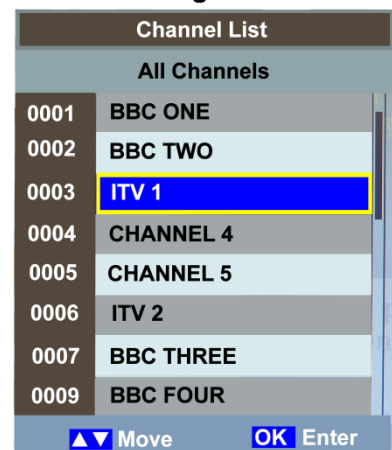 Channel List
All Channels
0001 BBC ONE
0002 BBC TWO
0003 ITV 1
0004 CHANNEL 4
0005 CHANNEL 5
0006 ITV 2
0007 BBC THREE
0009 BBC FOUR
▲▼ Move OK Enter